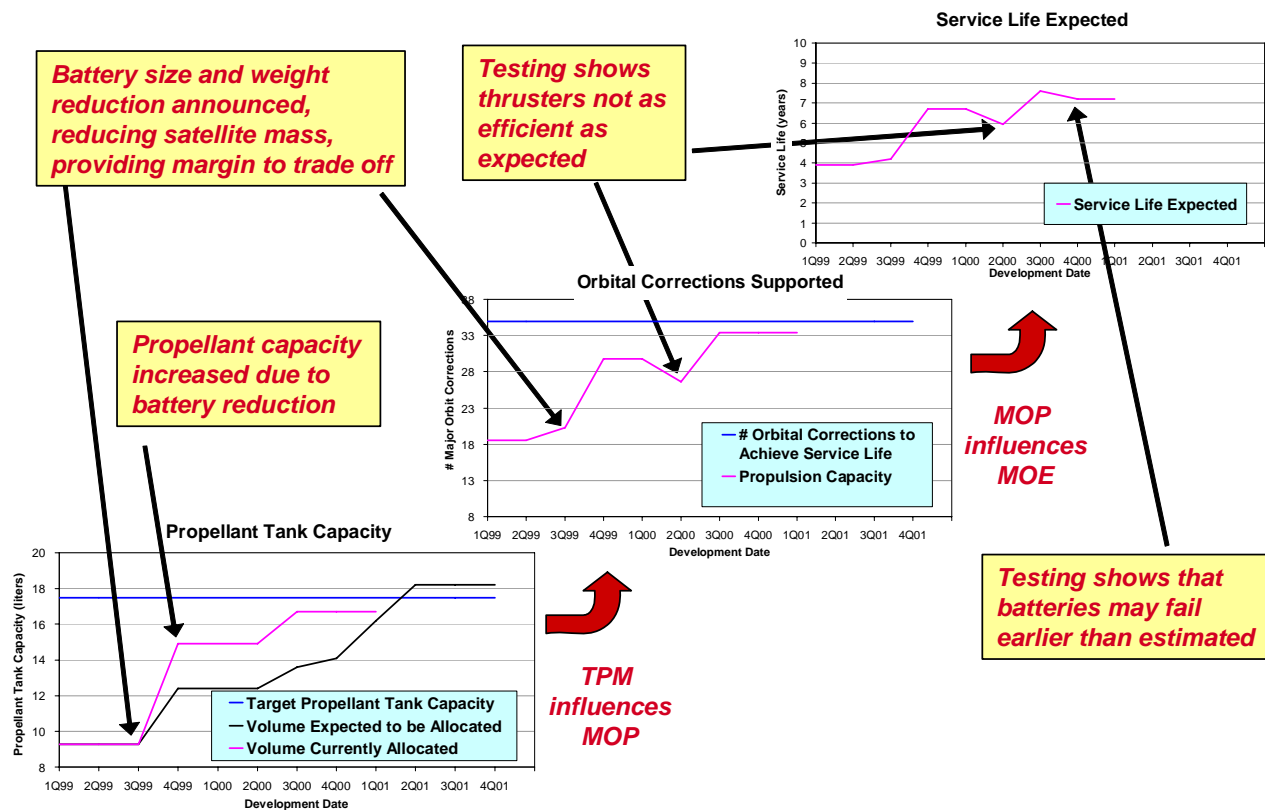 Service Life Expected
Service Life (years)
10
9
8
7
6
5
4
3
2
1
0
1Q99 2Q99 3Q99 4Q99 1Q00 2Q00 3Q00 4Q00 1Q01 2Q01 3Q01 4Q01
Development Date
Service Life Expected
Battery size and weight
reduction announced,
reducing satellite mass,
providing margin to trade off
Testing shows
thrusters not as
efficient as
expected
Orbital Corrections Supported
# Major Orbit Corrections
38
33
28
23
18
13
8
1Q99 2Q99 3Q99 4Q99 1Q00 2Q00 3Q00 4Q00 1Q01 2Q01 3Q01 4Q01
Development Date
# Orbital Corrections to
Achieve Service Life
Propulsion Capacity
Propellant capacity
increased due to
battery reduction
MOP
influences
MOE
Propellant Tank Capacity
Propellant Tank Capacity (liters)
20
18
16
14
12
10
8
1Q99 2Q99 3Q99 4Q99 1Q00 2Q00 3Q00 4Q00 1Q01 2Q01 3Q01 4Q01
Development Date
Target Propellant Tank Capacity
Volume Expected to be Allocated
Volume Currently Allocated
TPM
influences
MOP
Testing shows that
batteries may fail
earlier than estimated